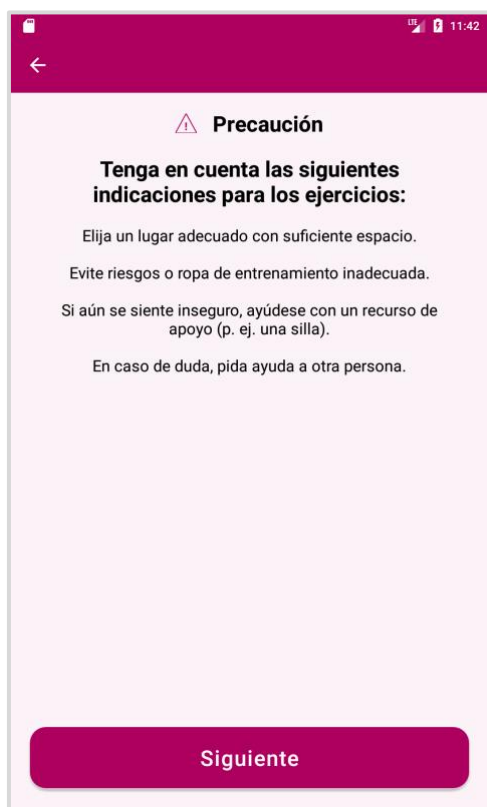 LTE 11:42
Precaución
Tenga en cuenta las siguientes
indicaciones para los ejercicios:
Elija un lugar adecuado con suficiente espacio.
Evite riesgos o ropa de entrenamiento inadecuada.
Si aún se siente inseguro, ayúdese con un recurso de
apoyo (p. ej. una silla).
En caso de duda, pida ayuda a otra persona.
Siguiente